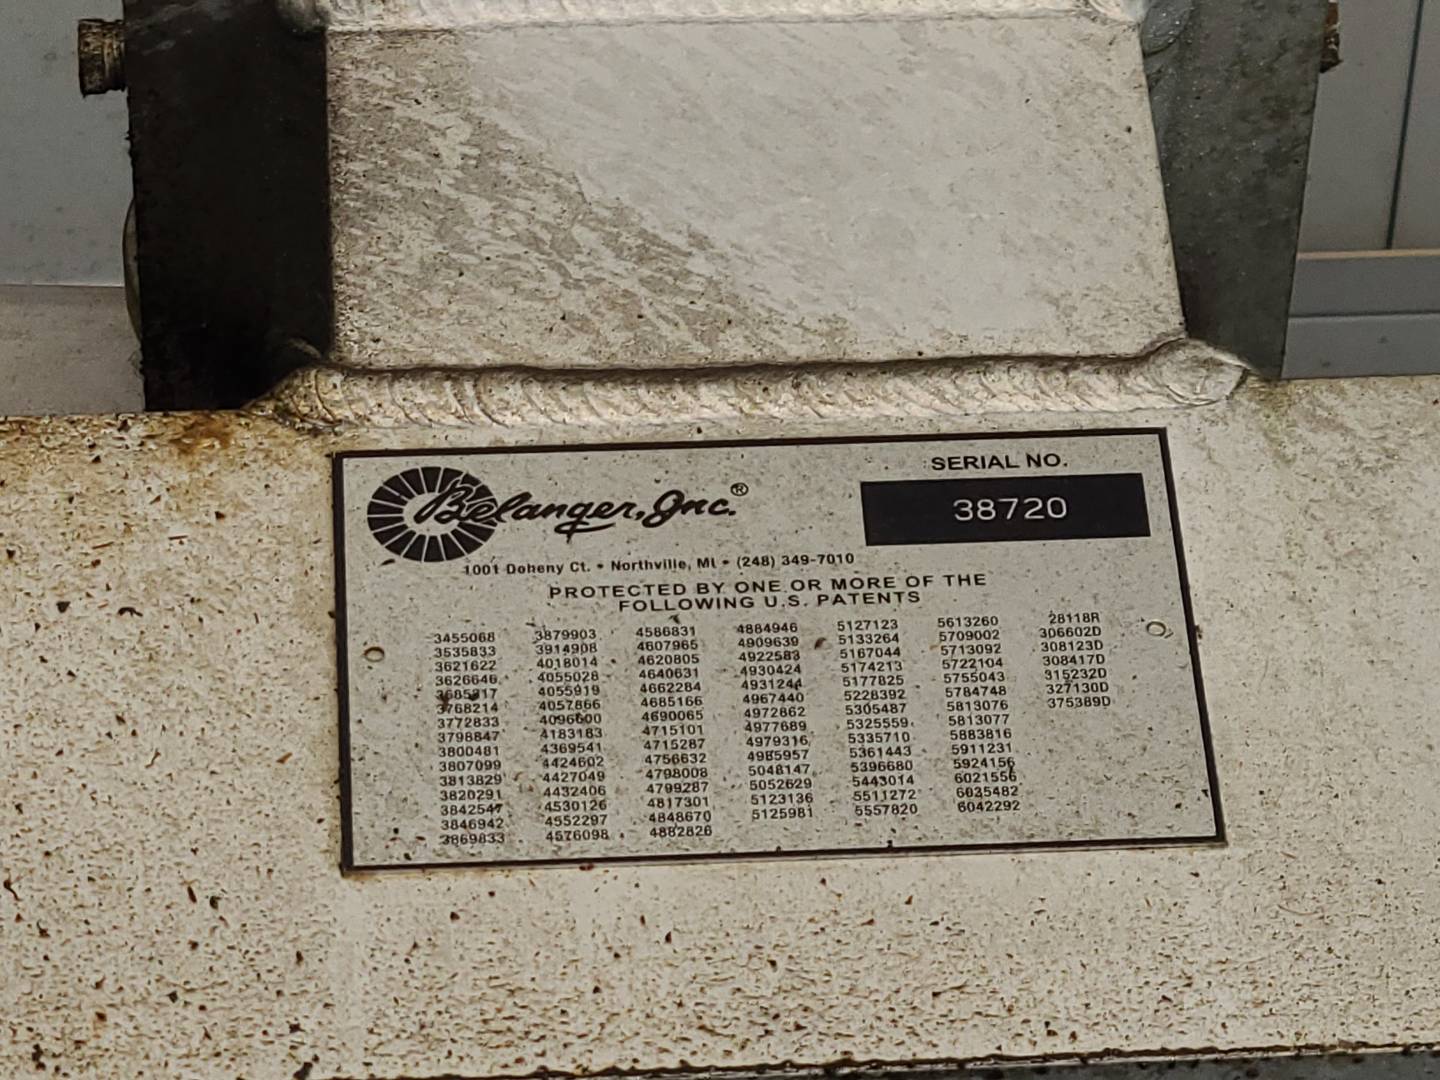 Belanger, Inc.®
SERIAL NO.
38720
1001 Doheny Ct. • Northville, MI • (248) 349-7010
PROTECTED BY ONE OR MORE OF THE
FOLLOWING U.S. PATENTS
3455068 3879903 4586831 4884946 5127123 5613260 28118R
3535833 3914908 4607965 4909639 5133264 5709002 306602D
3621622 4018014 4620805 4922583 5167044 5713092 308123D
3626646 4055028 4640631 4930424 5174213 5722104 308417D
3685917 4055919 4662284 4931244 5177825 5755043 315232D
3768214 4057866 4685166 4967440 5228392 5784748 327130D
3772833 4096600 4690065 4972862 5305487 5813076 375389D
3798847 4183183 4715101 4977689 5325559 5813077
3800481 4369541 4715287 4979316 5335710 5883816
3807099 4424602 4756632 4985957 5361443 5911231
3813829 4427049 4798008 5048147 5396680 5924156
3820291 4432406 4799287 5052629 5443014 6021556
3842547 4530126 4817301 5123136 5511272 6035482
3846942 4552297 4848670 5125981 5557820 6042292
3869833 4576098 4882826